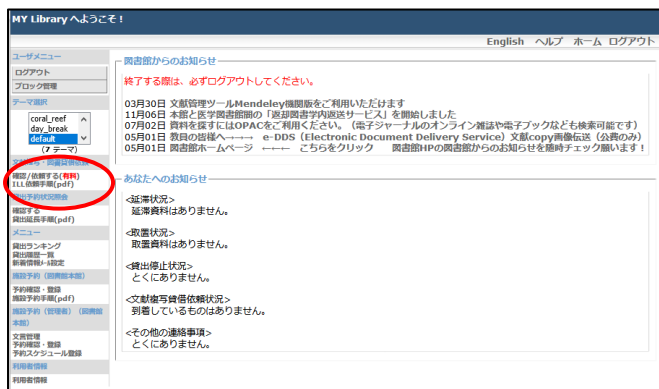 MY Library へようこそ！
English ヘルプ ホーム ログアウト
ユーザメニュー
ログアウト
ブロック管理
テーマ選択
coral_reef
day_break
default
(7 テーマ)
文献複写・図書貸借依頼
確認/依頼する(有料)
ILL依頼手順(pdf)
貸出予約状況照会
確認する
貸出延長手順(pdf)
メニュー
貸出ランキング
貸出履歴一覧
新着情報ﾒｰﾙ設定
施設予約（図書館本館）
予約確認・登録
施設予約手順(pdf)
施設予約（管理者）（図書館
本館）
文言管理
予約確認・登録
予約スケジュール登録
利用者情報
利用者情報
図書館からのお知らせ
終了する際は、必ずログアウトしてください。
03月30日 文献管理ツールMendeley機関版をご利用いただけます
11月06日 本館と医学図書館間の「返却図書学内返送サービス」を開始しました
07月02日 資料を探すにはOPACをご利用ください。（電子ジャーナルのオンライン雑誌や電子ブックなども検索可能です）
05月01日 教員の皆様へ→→→ e-DDS（Electronic Document Delivery Service）文献copy画像伝送（公費のみ）
05月01日 図書館ホームページ ←←← こちらをクリック 図書館HPの図書館からのお知らせを随時チェック願います！
あなたへのお知らせ
<延滞状況>
延滞資料はありません。
<取置状況>
取置資料はありません。
<貸出停止状況>
とくにありません。
<文献複写貸借依頼状況>
到着しているものはありません。
<その他の連絡事項>
とくにありません。